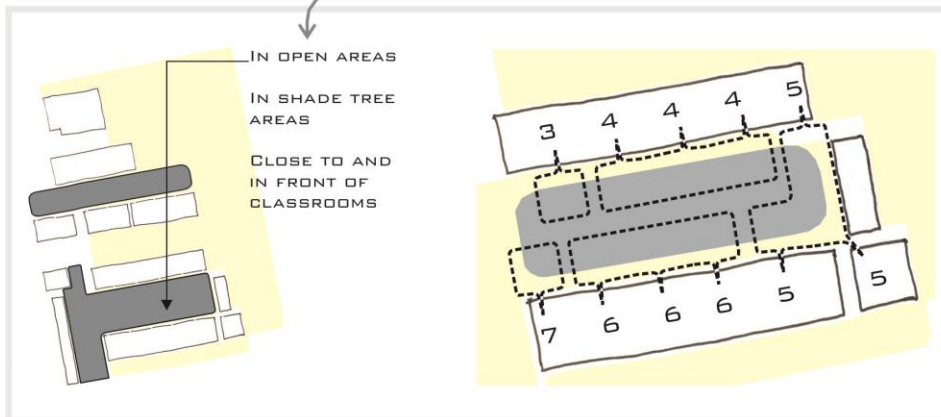 IN OPEN AREAS
IN SHADE TREE
AREAS
CLOSE TO AND
IN FRONT OF
CLASSROOMS
3 4 4 4 5
7 6 6 6 5 5